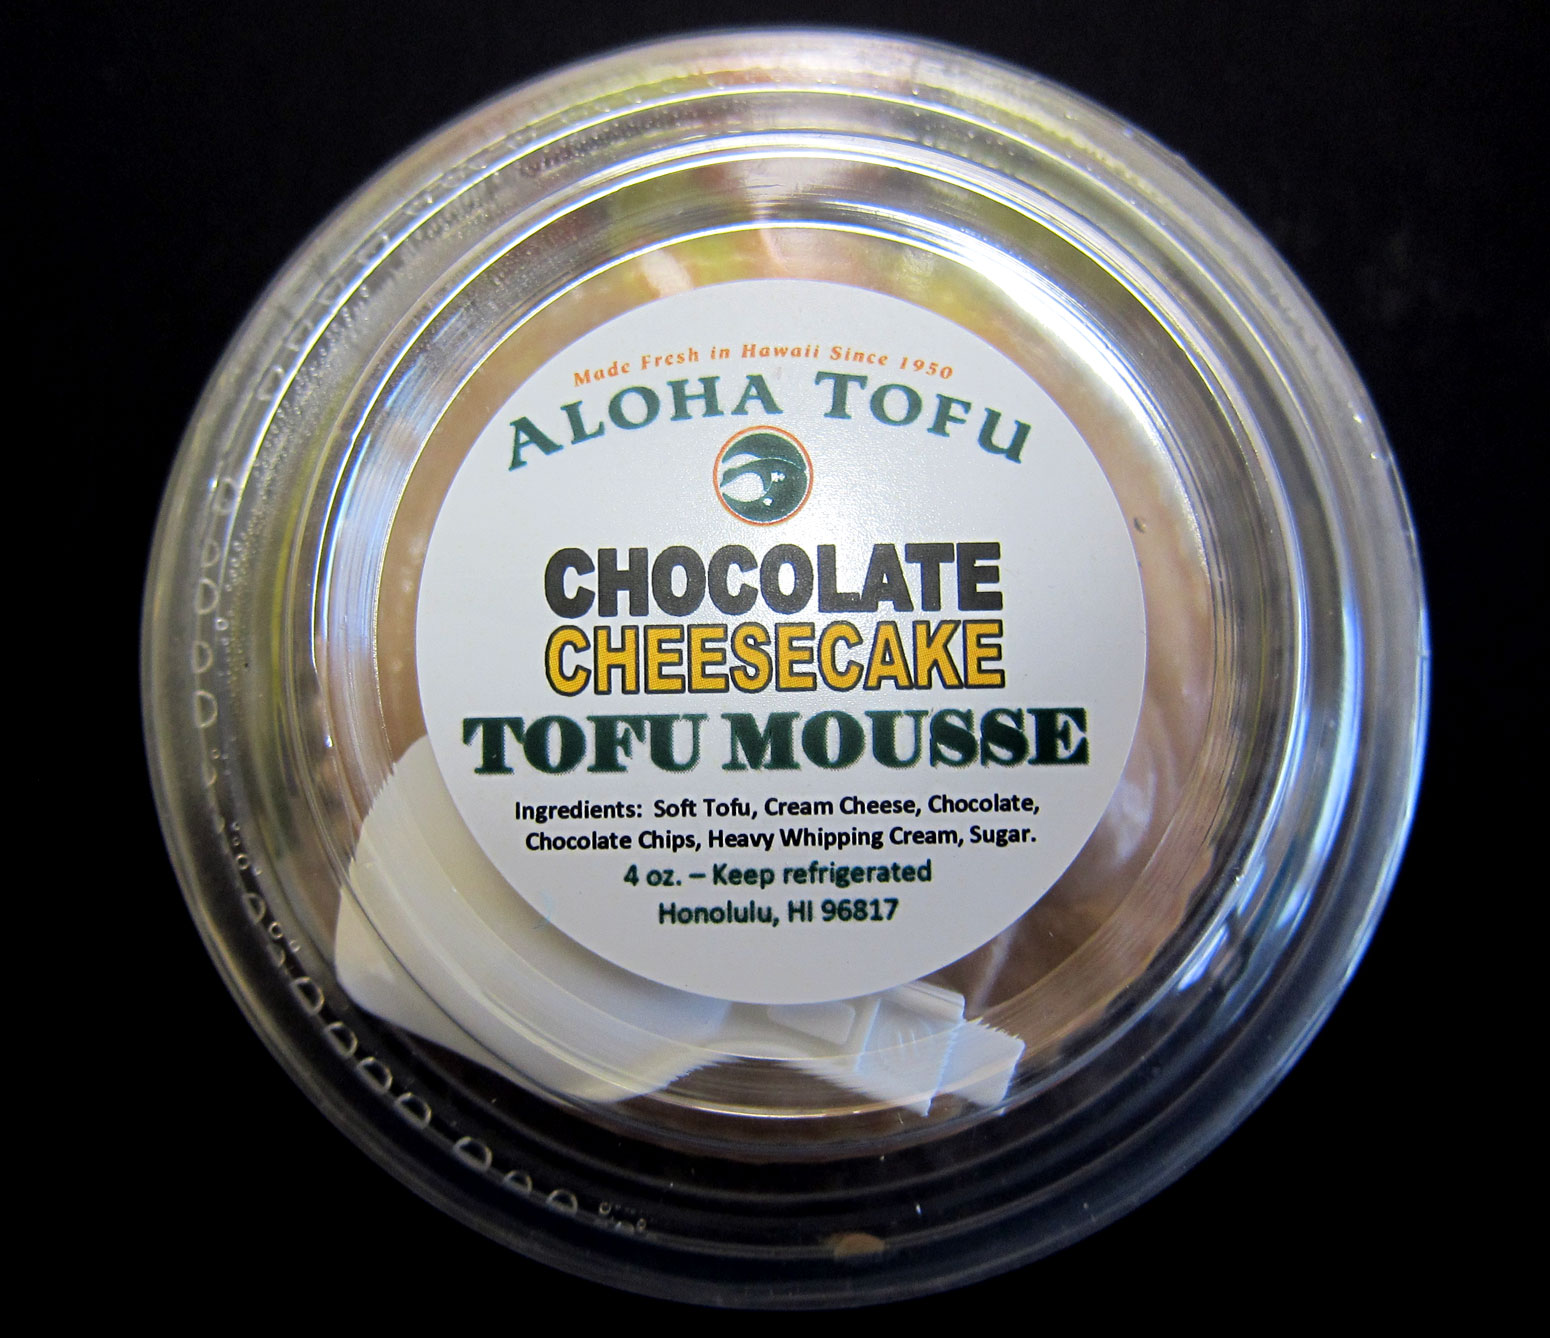 Made Fresh in Hawaii Since 1950
ALOHA TOFU
CHOCOLATE
CHEESECAKE
TOFU MOUSSE
Ingredients: Soft Tofu, Cream Cheese, Chocolate,
Chocolate Chips, Heavy Whipping Cream, Sugar.
4 oz. – Keep refrigerated
Honolulu, HI 96817